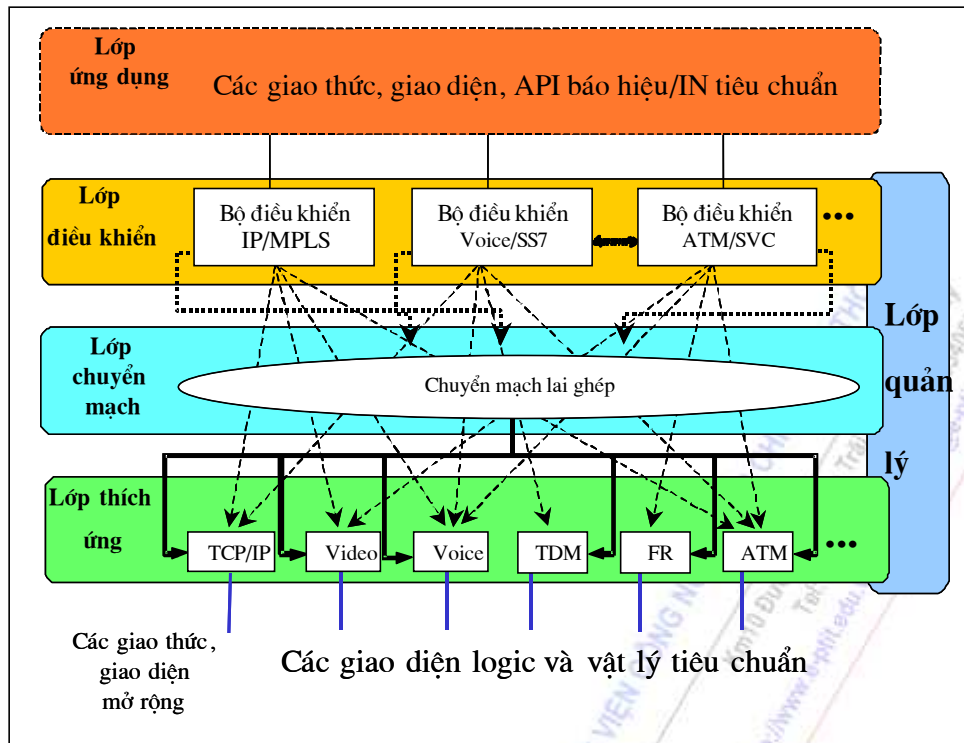 Lớp
ứng dụng
Các giao thức, giao diện, API báo hiệu/IN tiêu chuẩn
Lớp
điều khiển
Bộ điều khiển
IP/MPLS
Bộ điều khiển
Voice/SS7
Bộ điều khiển
ATM/SVC
...
Lớp
quản
lý
Lớp
chuyển
mạch
Chuyển mạch lai ghép
Lớp thích
ứng
TCP/IP
Video
Voice
TDM
FR
ATM
...
Các giao thức,
giao diện
mở rộng
Các giao diện logic và vật lý tiêu chuẩn